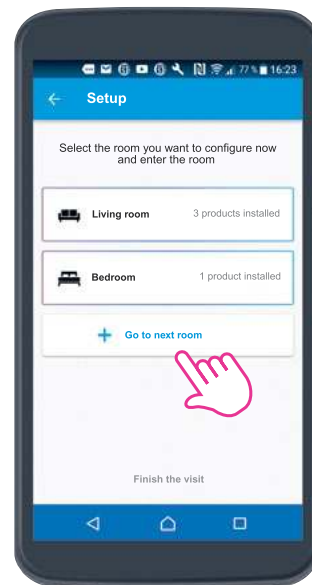 77% 16:23
Setup
Select the room you want to configure now
and enter the room
Living room 3 products installed
Bedroom 1 product installed
+ Go to next room
Finish the visit